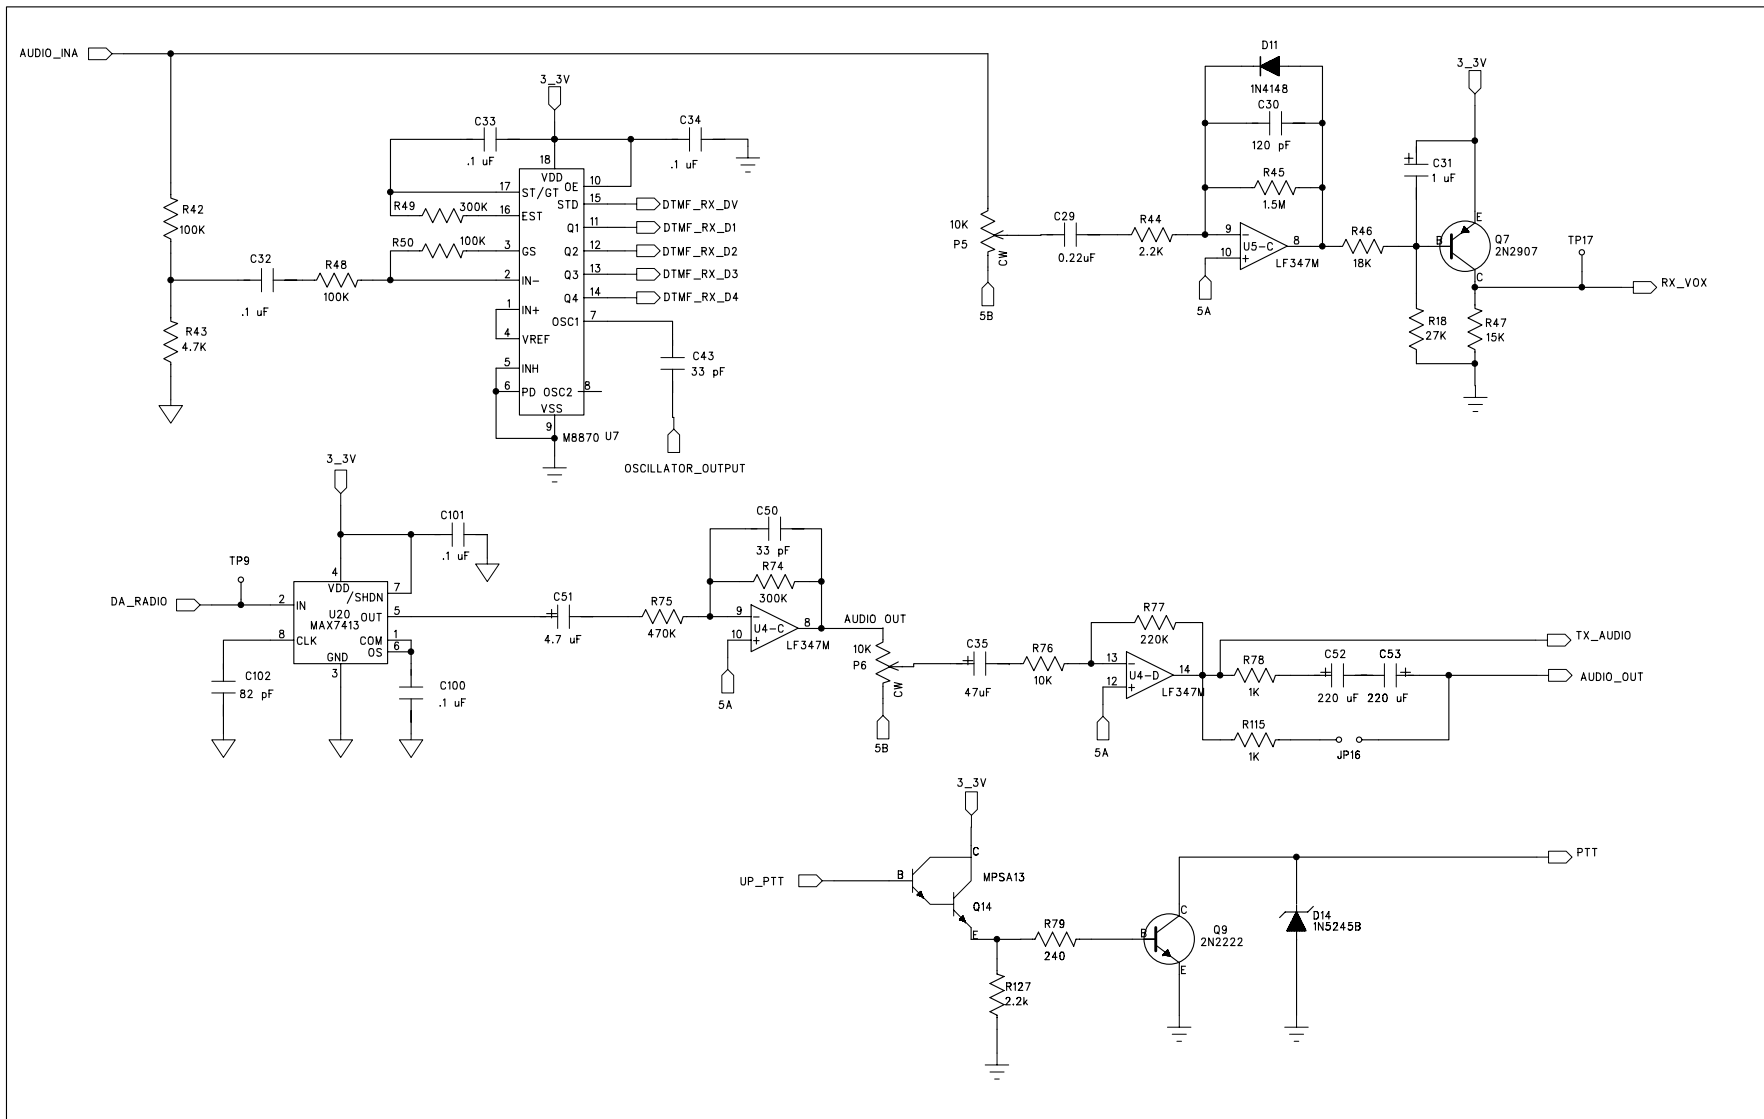 AUDIO_INA
R42
100K
R43
4.7K
C32
.1 uF
R48
100K
3_3V
C33
.1 uF
C34
.1 uF
R49
300K
R50
100K
18
VDD
17
ST/GT
16
EST
3
GS
2
IN-
1
IN+
4
VREF
5
INH
6
PD
OE
10
STD
15
Q1
11
Q2
12
Q3
13
Q4
14
OSC1
7
OSC2
8
VSS
9
M8870 U7
DTMF_RX_DV
DTMF_RX_D1
DTMF_RX_D2
DTMF_RX_D3
DTMF_RX_D4
C43
33 pF
OSCILLATOR_OUTPUT
10K
P5
CW
5B
C29
0.22uF
R44
2.2K
D11
1N4148
C30
120 pF
R45
1.5M
9
-
U5-C
8
10
+
LF347M
5A
R46
18K
3_3V
+
C31
1 uF
E
B
Q7
2N2907
C
TP17
RX_VOX
R18
27K
R47
15K
3_3V
C101
.1 uF
TP9
DA_RADIO
4
VDD
7
/SHDN
2
IN
U20
MAX7413
OUT
5
8
CLK
COM
1
OS
6
GND
3
C102
82 pF
C100
.1 uF
+
C51
4.7 uF
R75
470K
C50
33 pF
R74
300K
9
-
U4-C
8
10
+
LF347M
5A
AUDIO OUT
10K
P6
CW
5B
+
C35
47uF
R76
10K
R77
220K
13
-
U4-D
14
12
+
LF347M
5A
TX_AUDIO
R78
1K
+
C52
220 uF
C53
+
220 uF
AUDIO_OUT
R115
1K
JP16
3_3V
C
MPSA13
UP_PTT
B
Q14
E
R79
240
R127
2.2k
C
B
Q9
2N2222
E
D14
1N5245B
PTT